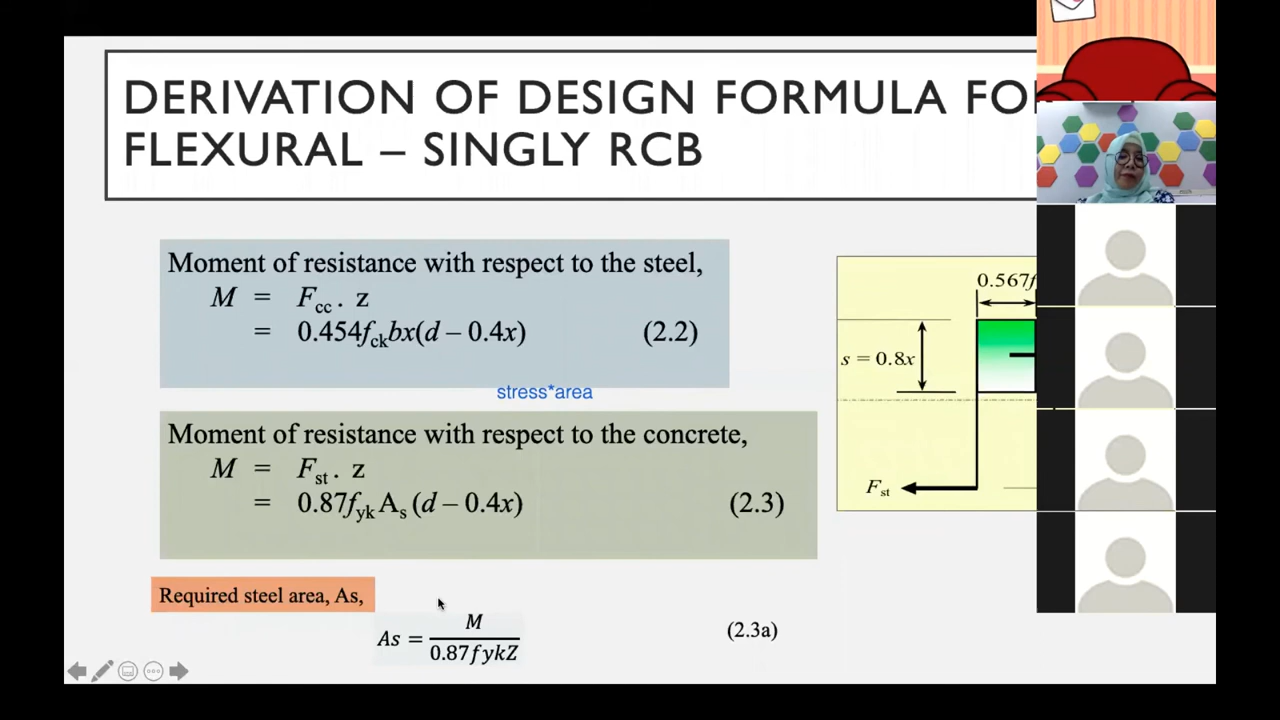 DERIVATION OF DESIGN FORMULA FO
FLEXURAL – SINGLY RCB
Moment of resistance with respect to the steel,
M = Fcc . z
= 0.454fckbx(d – 0.4x) (2.2)
stress*area
Moment of resistance with respect to the concrete,
M = Fst . z
= 0.87fyk As (d – 0.4x) (2.3)
Required steel area, As,
As = M / 0.87fykZ (2.3a)
0.567f
s = 0.8x
Fst